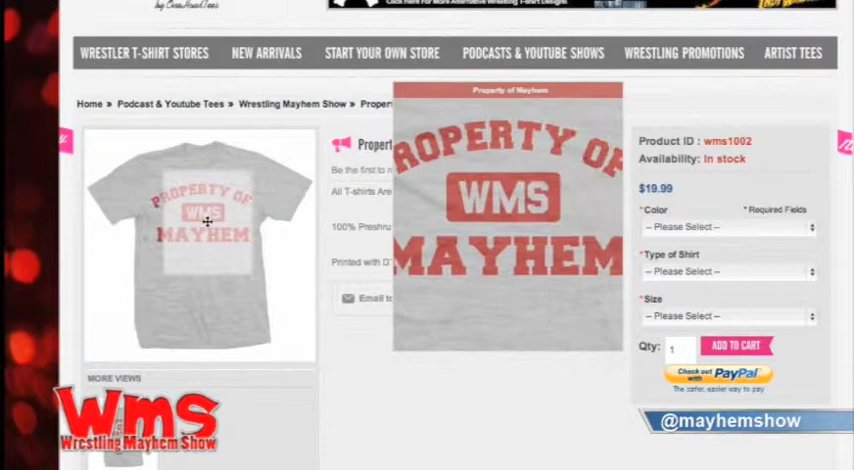 by OneHourTees
Click Here For More Alternative Wrestling T-Shirt Designs!
WRESTLER T-SHIRT STORES NEW ARRIVALS START YOUR OWN STORE PODCASTS & YOUTUBE SHOWS WRESTLING PROMOTIONS ARTIST TEES
Home » Podcast & Youtube Tees » Wrestling Mayhem Show »
Property of Mayhem
PROPERTY OF
WMS
MAYHEM
Be the first to
All T-shirts Are
100% Preshru
Printed with
Email to
ROPERTY OF
WMS
MAYHEM
Product ID : wms1002
Availability: In stock
$19.99
*Color * Required Fields
-- Please Select --
*Type of Shirt
-- Please Select --
*Size
-- Please Select --
Qty: 1 ADD TO CART
Check out with PayPal
The safer, easier way to pay
MORE VIEWS
Wms
Wrestling Mayhem Show
@mayhemshow